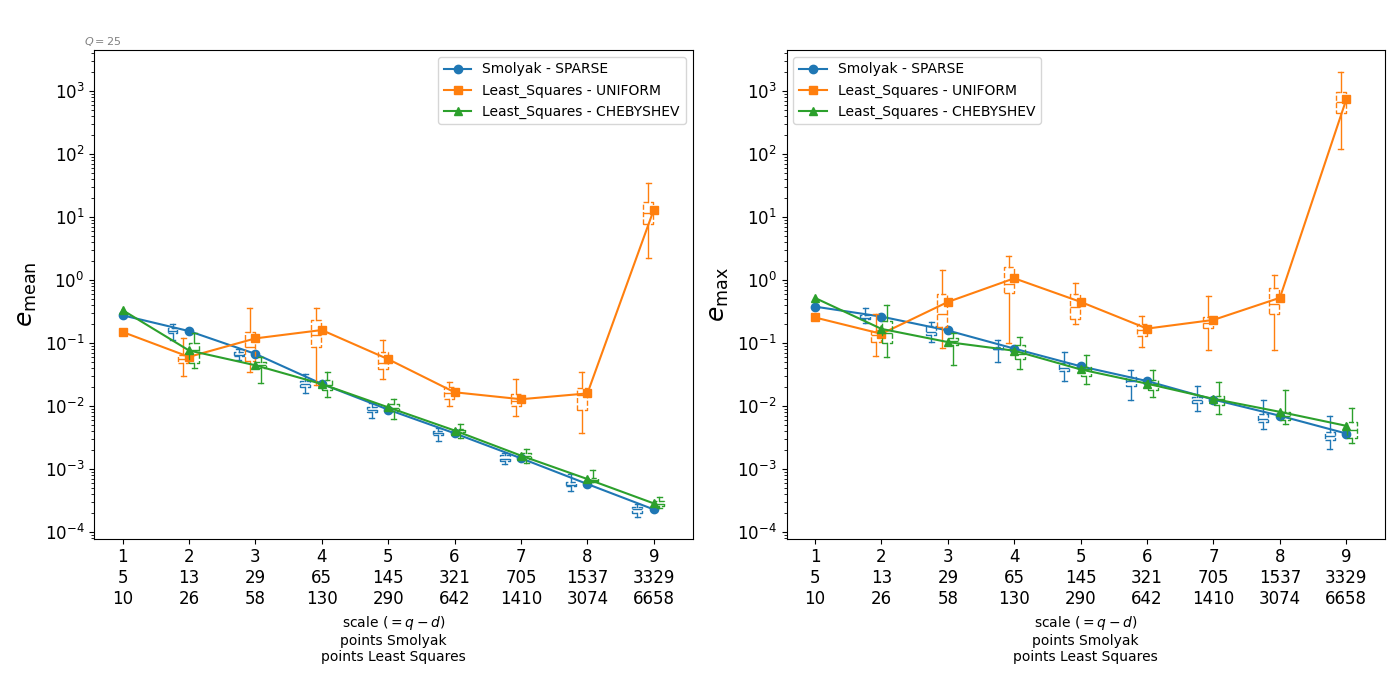 Q = 25
Smolyak - SPARSE
Least_Squares - UNIFORM
Least_Squares - CHEBYSHEV
10³
10²
10¹
10⁰
10⁻¹
10⁻²
10⁻³
10⁻⁴
e_mean
1 2 3 4 5 6 7 8 9
5 13 29 65 145 321 705 1537 3329
10 26 58 130 290 642 1410 3074 6658
scale (= q − d)
points Smolyak
points Least Squares
Smolyak - SPARSE
Least_Squares - UNIFORM
Least_Squares - CHEBYSHEV
10³
10²
10¹
10⁰
10⁻¹
10⁻²
10⁻³
10⁻⁴
e_max
1 2 3 4 5 6 7 8 9
5 13 29 65 145 321 705 1537 3329
10 26 58 130 290 642 1410 3074 6658
scale (= q − d)
points Smolyak
points Least Squares